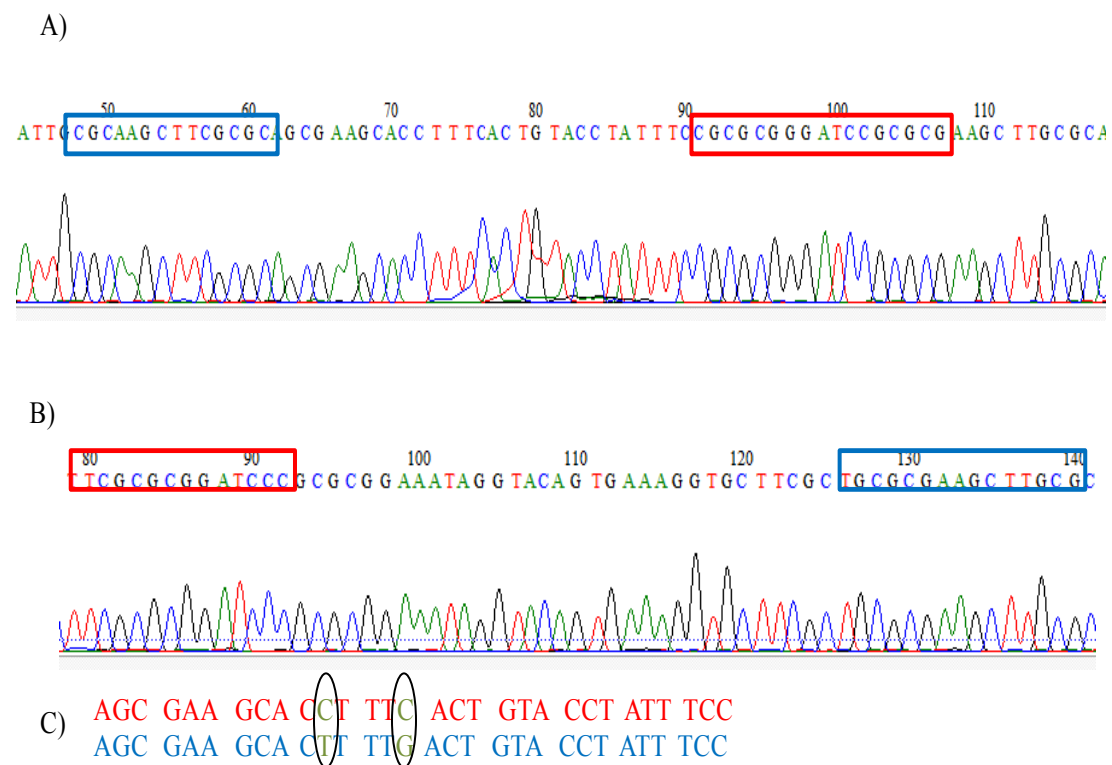 A)
50 60 70 80 90 100 110
ATTGCGCAAGCTTCGCGCAGCGAAGCACCTTTCACTGTACCTATTTCCGCGCGGGATCCGCGCGAAGCTTGCGCA
B)
80 90 100 110 120 130 140
TTCGCGCGGATCCCGCGCGGAAATAGGTACAGTGAAAGGTGCTTCGCTGCGCGAAGCTTGCGC
C)
AGC GAA GCA CCT TTC ACT GTA CCT ATT TCC
AGC GAA GCA CTT TTG ACT GTA CCT ATT TCC